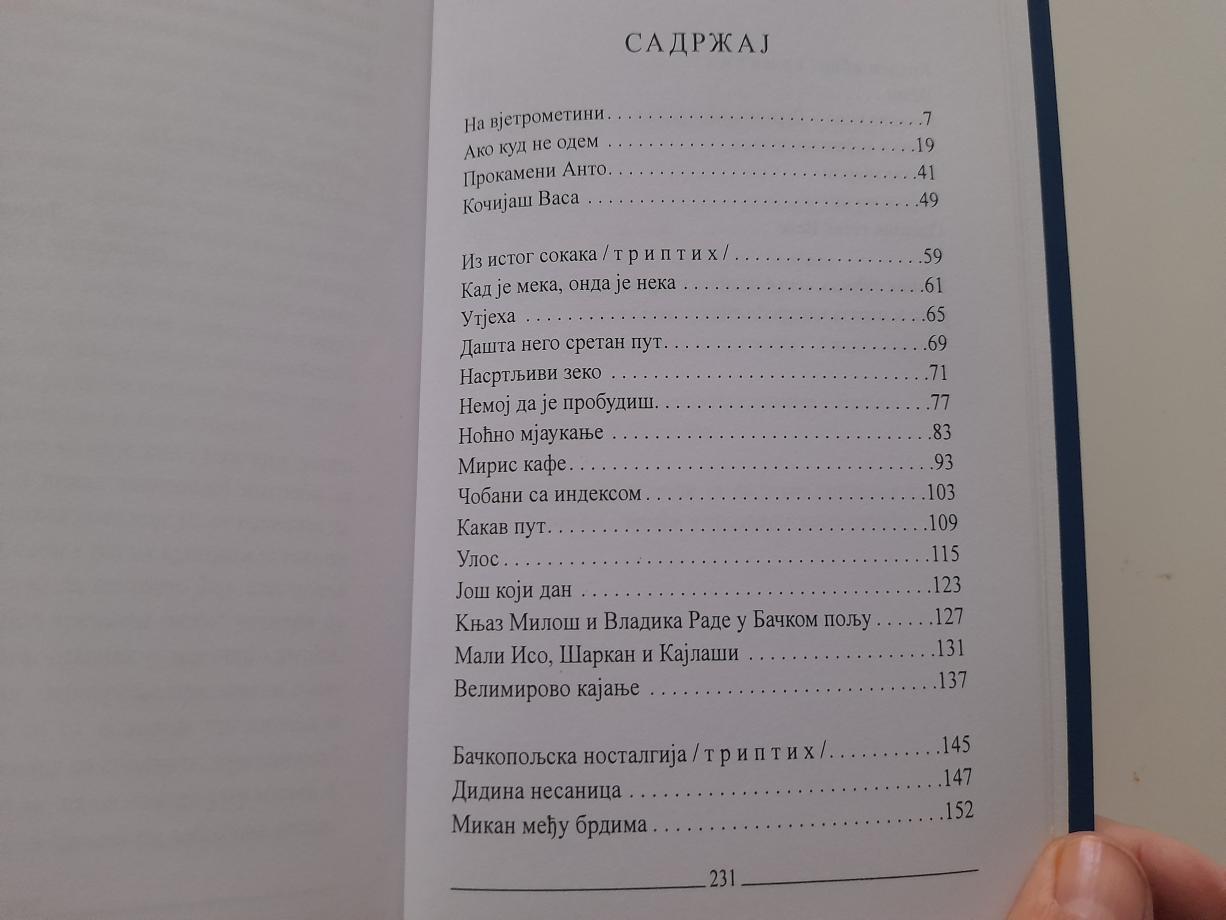 САДРЖАЈ
На вјетрометини. . . . . . . . . . . . . . . . . . . . . . . . . . . . . . . .7
Ако куд не одем . . . . . . . . . . . . . . . . . . . . . . . . . . . . . . .19
Прокамени Анто. . . . . . . . . . . . . . . . . . . . . . . . . . . . . . .41
Кочијаш Васа . . . . . . . . . . . . . . . . . . . . . . . . . . . . . . . . .49
Из истог сокака / т р и п т и х / . . . . . . . . . . . . . . . . . . .59
Кад је мека, онда је нека . . . . . . . . . . . . . . . . . . . . . . . .61
Утјеха . . . . . . . . . . . . . . . . . . . . . . . . . . . . . . . . . . . . . . .65
Дашта него сретан пут. . . . . . . . . . . . . . . . . . . . . . . . . .69
Насртљиви зеко . . . . . . . . . . . . . . . . . . . . . . . . . . . . . . .71
Немој да је пробудиш. . . . . . . . . . . . . . . . . . . . . . . . . . .77
Ноћно мјаукање . . . . . . . . . . . . . . . . . . . . . . . . . . . . . . .83
Мирис кафе. . . . . . . . . . . . . . . . . . . . . . . . . . . . . . . . . . .93
Чобани са индексом . . . . . . . . . . . . . . . . . . . . . . . . . . .103
Какав пут. . . . . . . . . . . . . . . . . . . . . . . . . . . . . . . . . . . .109
Улос . . . . . . . . . . . . . . . . . . . . . . . . . . . . . . . . . . . . . . . .115
Још који дан . . . . . . . . . . . . . . . . . . . . . . . . . . . . . . . . .123
Књаз Милош и Владика Раде у Бачком пољу . . . . . .127
Мали Исо, Шаркан и Кајлаши . . . . . . . . . . . . . . . . . .131
Велимирово кајање . . . . . . . . . . . . . . . . . . . . . . . . . . .137
Бачкопољска носталгија / т р и п т и х /. . . . . . . . . . .145
Дидина несаница . . . . . . . . . . . . . . . . . . . . . . . . . . . . .147
Микан међу брдима . . . . . . . . . . . . . . . . . . . . . . . . . . .152
231